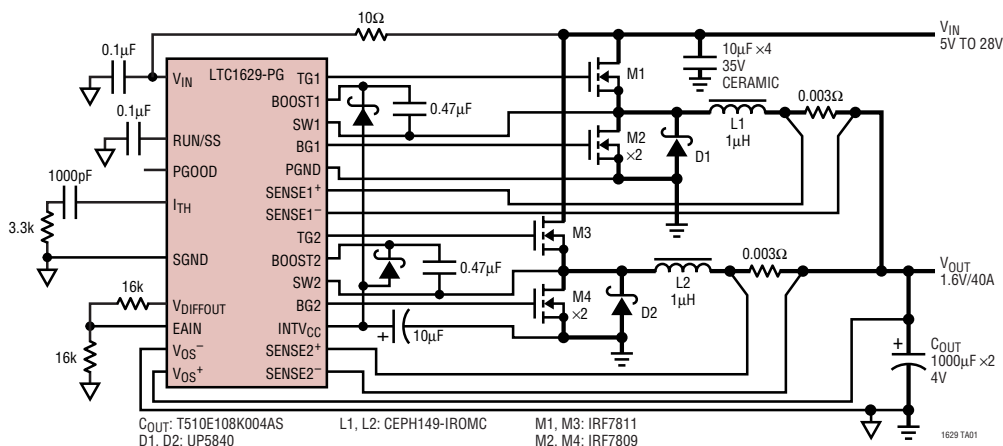 10Ω
VIN
5V TO 28V
0.1µF
VIN
LTC1629-PG
TG1
M1
10µF ×4
35V
CERAMIC
BOOST1
0.47µF
0.003Ω
0.1µF
SW1
L1
1µH
RUN/SS
BG1
M2
×2
D1
PGOOD
PGND
1000pF
SENSE1+
ITH
SENSE1−
3.3k
TG2
M3
SGND
BOOST2
0.47µF
0.003Ω
VOUT
1.6V/40A
16k
SW2
L2
1µH
VDIFFOUT
BG2
M4
×2
D2
EAIN
INTVCC
+
10µF
16k
VOS−
SENSE2+
+
COUT
1000µF ×2
4V
VOS+
SENSE2−
COUT: T510E108K004AS
L1, L2: CEPH149-IROMC
M1, M3: IRF7811
D1, D2: UP5840
M2, M4: IRF7809
1629 TA01